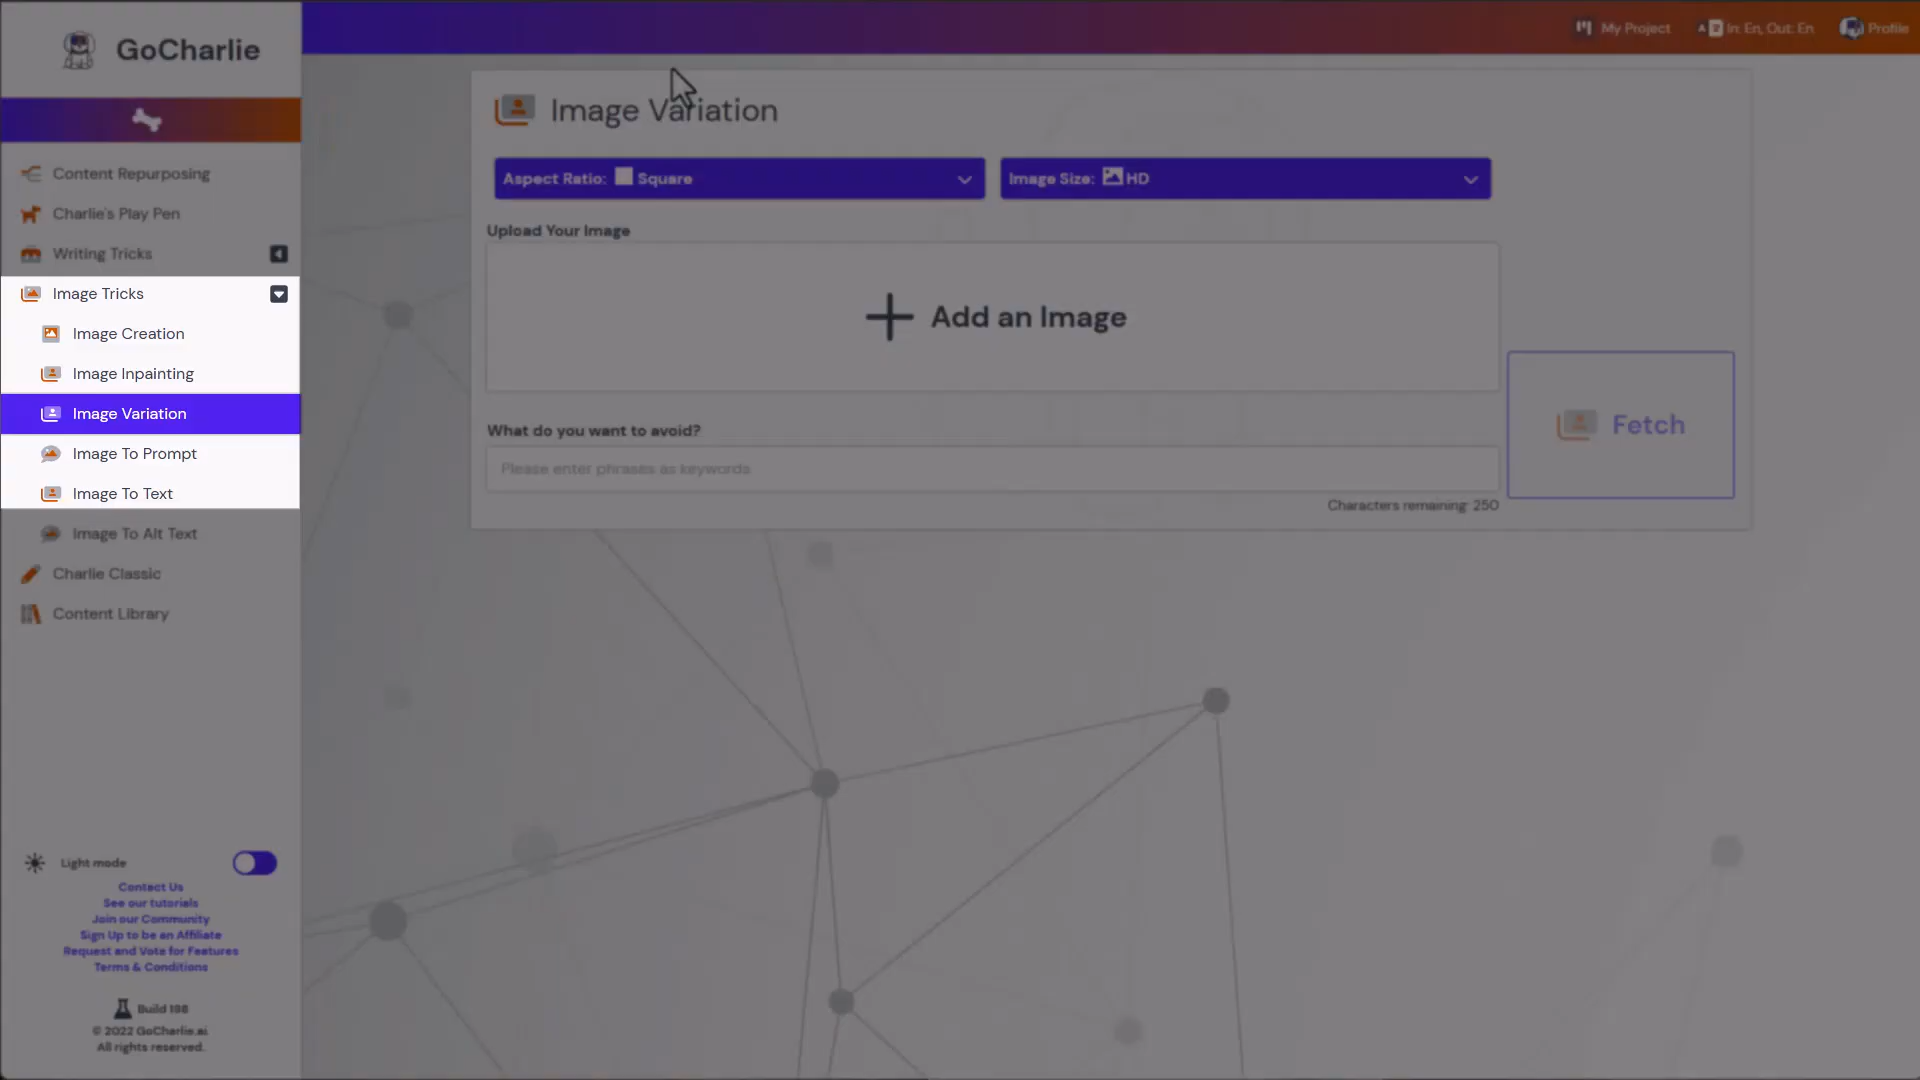 GoCharlie
My Project
In: En, Out: En
Profile
Content Repurposing
Charlie's Play Pen
Writing Tricks
Image Tricks
Image Creation
Image Inpainting
Image Variation
Image To Prompt
Image To Text
Image To Alt Text
Charlie Classic
Content Library
Light mode
Contact Us
See our tutorials
Join our Community
Sign Up to be an Affiliate
Request and Vote for Features
Terms & Conditions
Build 198
© 2022 GoCharlie.ai
All rights reserved.
Image Variation
Aspect Ratio: Square
Image Size: HD
Upload Your Image
Add an Image
What do you want to avoid?
Please enter phrases as keywords
Characters remaining: 250
Fetch